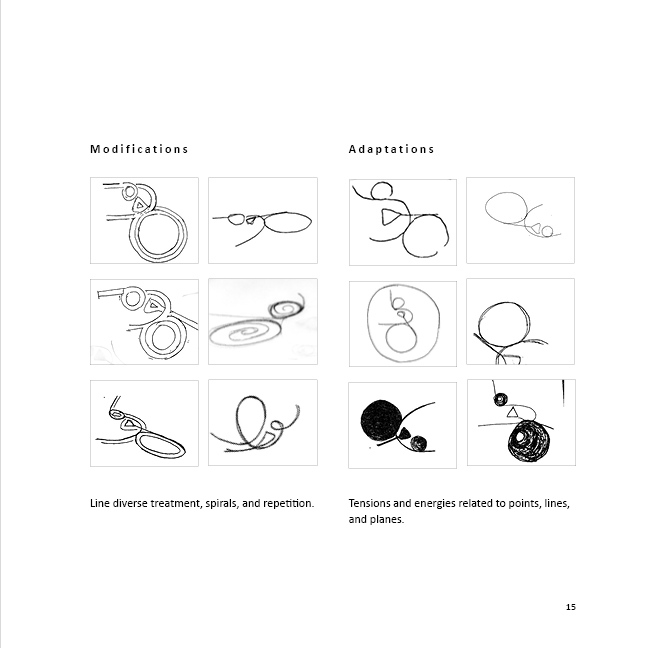 Modifications
Adaptations
Line diverse treatment, spirals, and repetition.
Tensions and energies related to points, lines,
and planes.
15